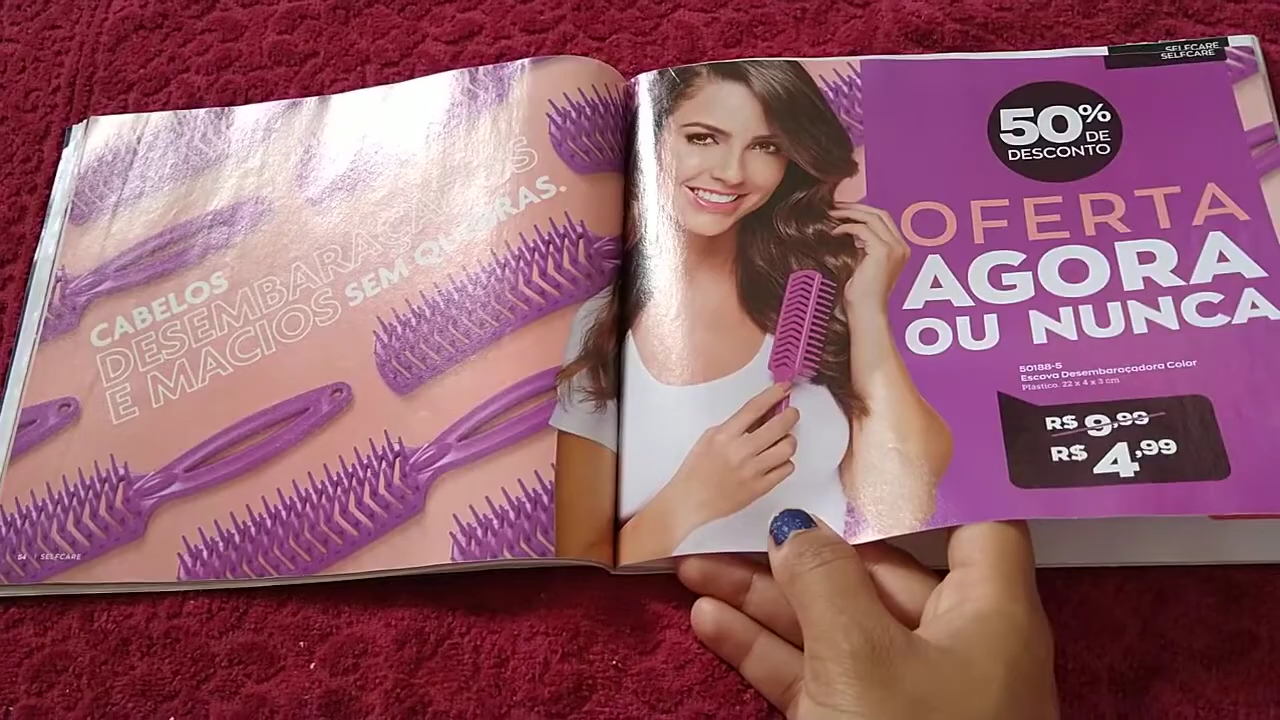 CABELOS
DESEMBARAÇADOS
E MACIOS SEM QUEBRAS.
54 | SELFCARE
SELFCARE
SELFCARE
50%
DE
DESCONTO
OFERTA
AGORA
OU NUNCA
50188-5
Escova Desembaraçadora Color
Plástico. 22 x 4 x 3 cm
R$ 9,99
R$ 4,99